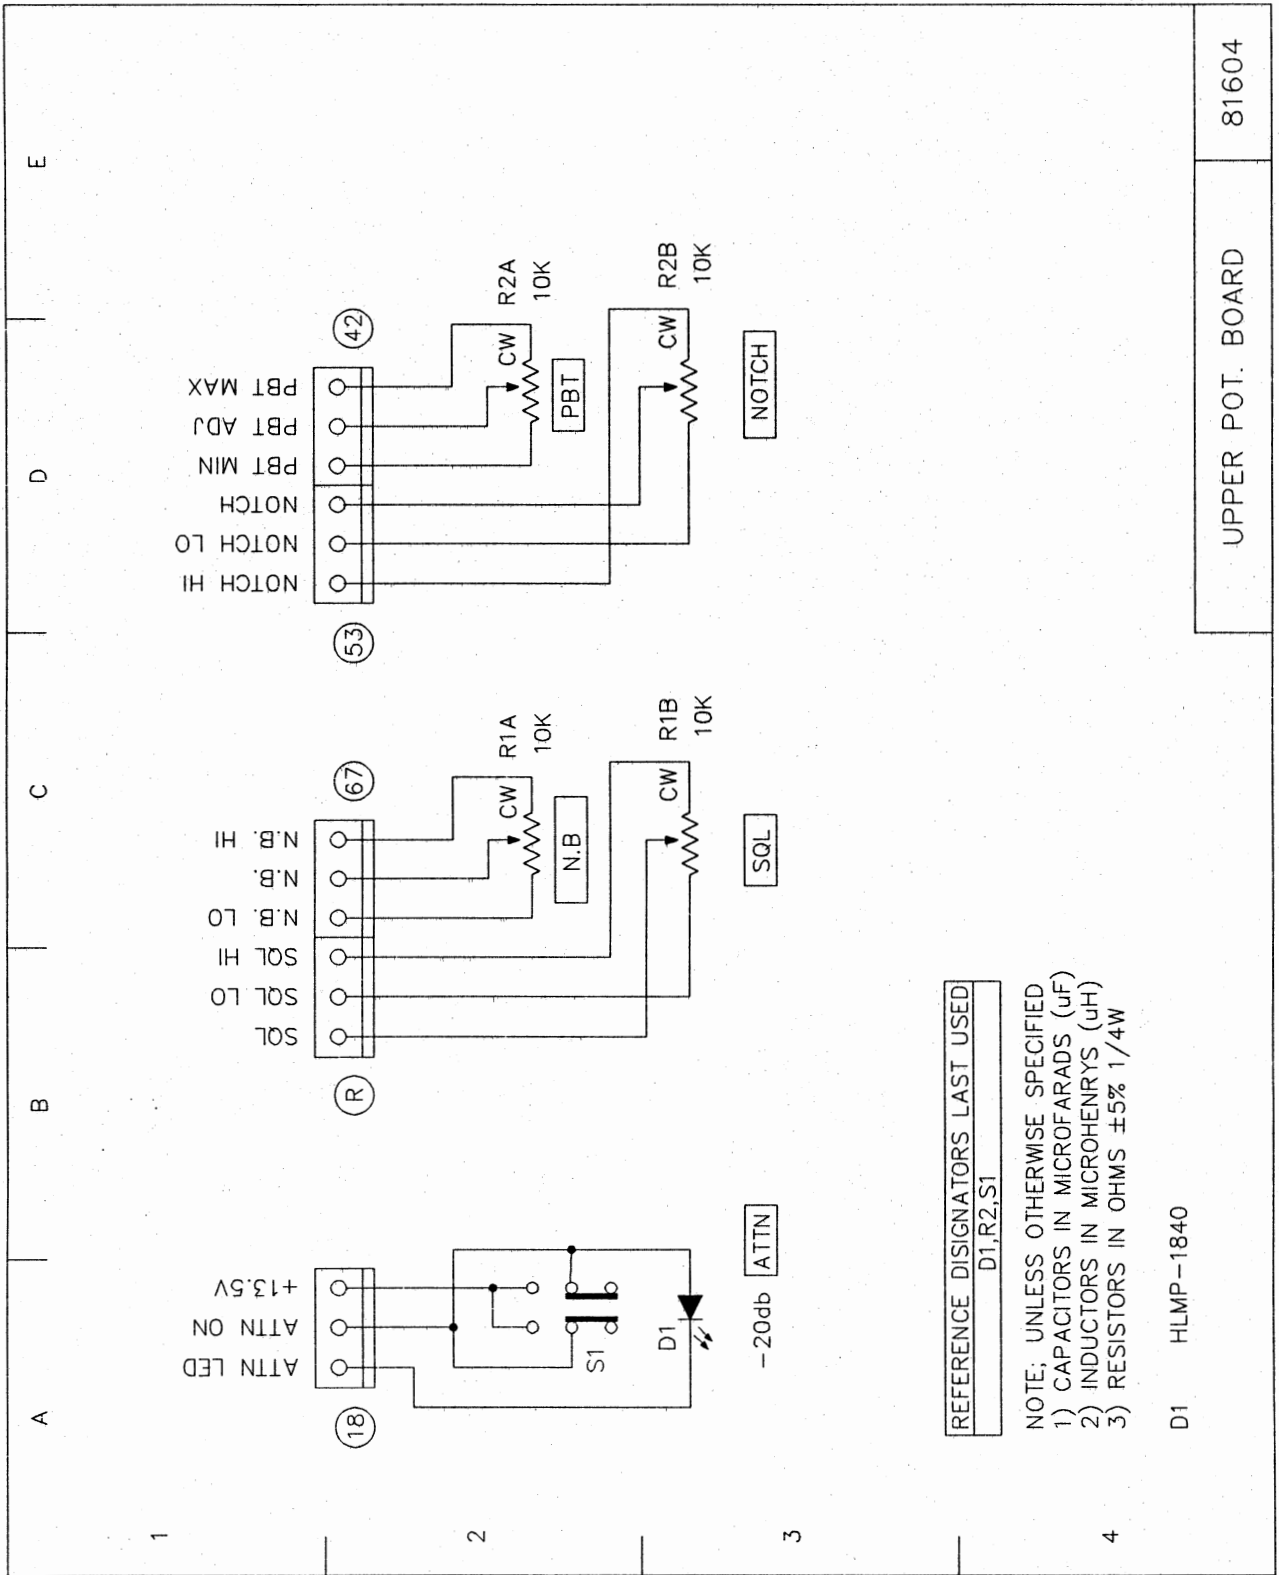 A
B
C
D
E
1
2
3
4
ATTN LED
ATTN ON
+13.5V
18
S1
D1
-20db
ATTN
SQL
SQL LO
SQL HI
N.B. LO
N.B.
N.B. HI
R
67
CW
R1A
10K
N.B
CW
R1B
10K
SQL
NOTCH HI
NOTCH LO
NOTCH
PBT MIN
PBT ADJ
PBT MAX
53
42
CW
R2A
10K
PBT
CW
R2B
10K
NOTCH
REFERENCE DISIGNATORS LAST USED
D1,R2,S1
NOTE; UNLESS OTHERWISE SPECIFIED
1) CAPACITORS IN MICROFARADS (uF)
2) INDUCTORS IN MICROHENRYS (uH)
3) RESISTORS IN OHMS ±5% 1/4W
D1 HLMP-1840
UPPER POT. BOARD
81604